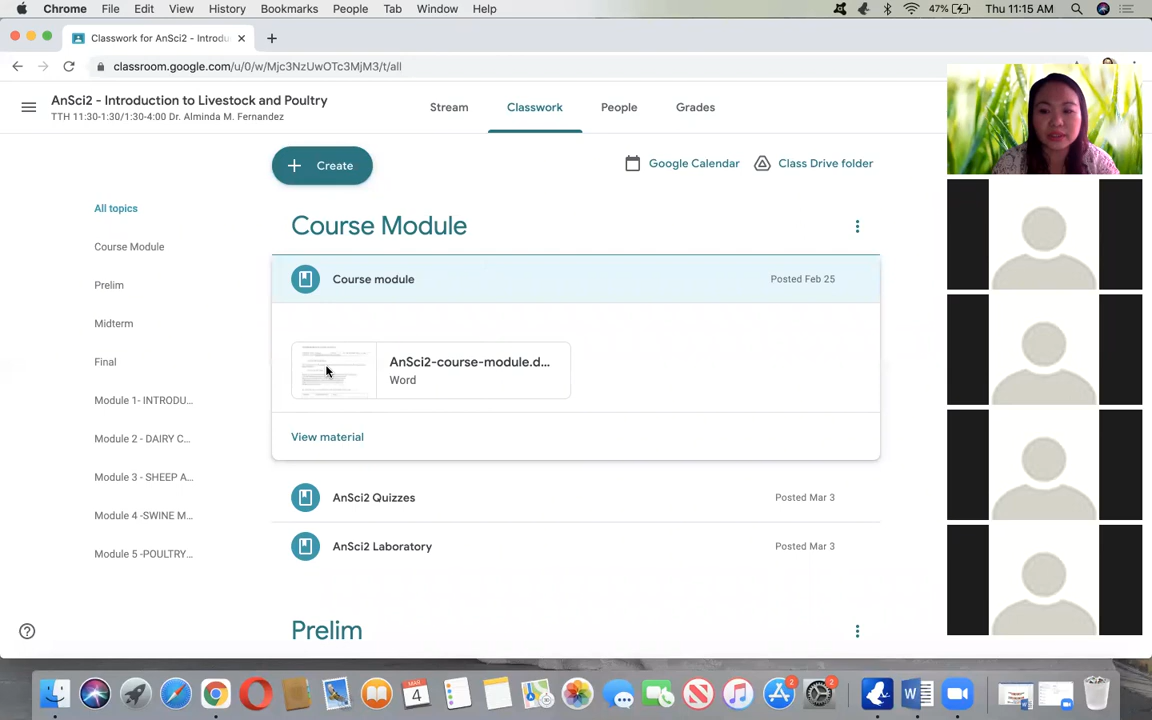 Chrome File Edit View History Bookmarks People Tab Window Help 47% Thu 11:15 AM
Classwork for AnSci2 - Introdu
classroom.google.com/u/0/w/Mjc3NzUwOTc3MjM3/t/all
AnSci2 - Introduction to Livestock and Poultry
TTH 11:30-1:30/1:30-4:00 Dr. Alminda M. Fernandez
Stream Classwork People Grades
Create
Google Calendar Class Drive folder
All topics
Course Module
Prelim
Midterm
Final
Module 1- INTRODU...
Module 2 - DAIRY C...
Module 3 - SHEEP A...
Module 4 -SWINE M...
Module 5 -POULTRY...
Course Module
Course module Posted Feb 25
AnSci2-course-module.d...
Word
View material
AnSci2 Quizzes Posted Mar 3
AnSci2 Laboratory Posted Mar 3
Prelim
MAR
4
2
2